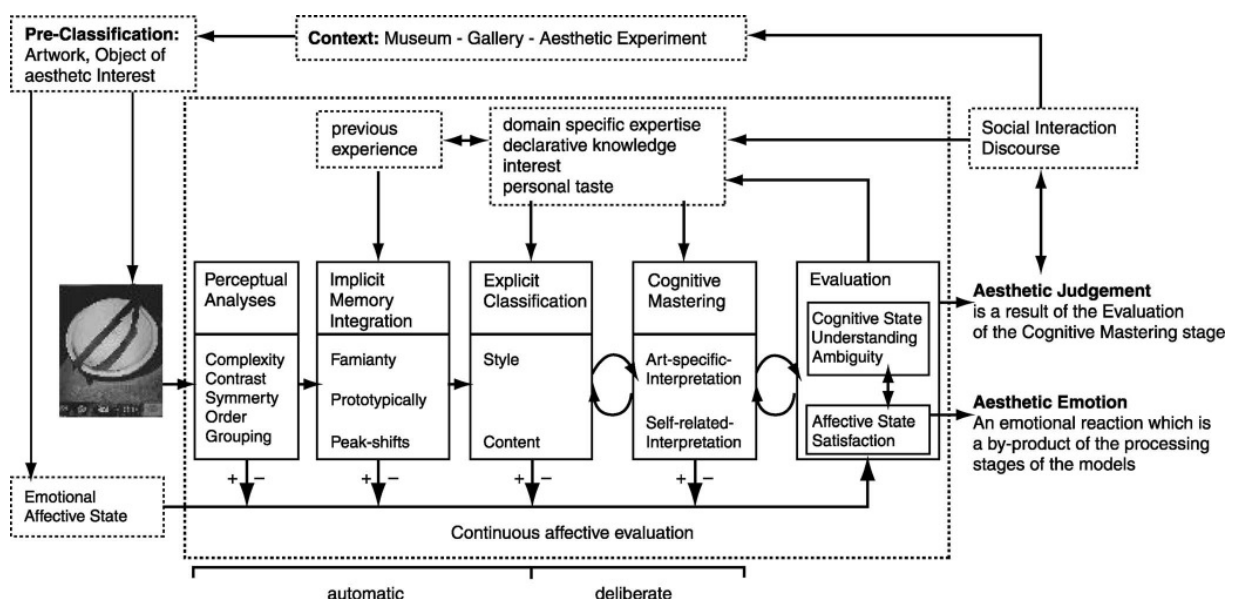 Pre-Classification:
Artwork, Object of
aesthetc Interest
Context: Museum - Gallery - Aesthetic Experiment
previous
experience
domain specific expertise
declarative knowledge
interest
personal taste
Social Interaction
Discourse
Perceptual
Analyses
Complexity
Contrast
Symmerty
Order
Grouping
Implicit
Memory
Integration
Famianty
Prototypically
Peak-shifts
Explicit
Classification
Style
Content
Cognitive
Mastering
Art-specific-
Interpretation
Self-related-
Interpretation
Evaluation
Cognitive State
Understanding
Ambiguity
Affective State
Satisfaction
Aesthetic Judgement
is a result of the Evaluation
of the Cognitive Mastering stage
Aesthetic Emotion
An emotional reaction which is
a by-product of the processing
stages of the models
+ −
+ −
+ −
+ −
Emotional
Affective State
Continuous affective evaluation
automatic
deliberate